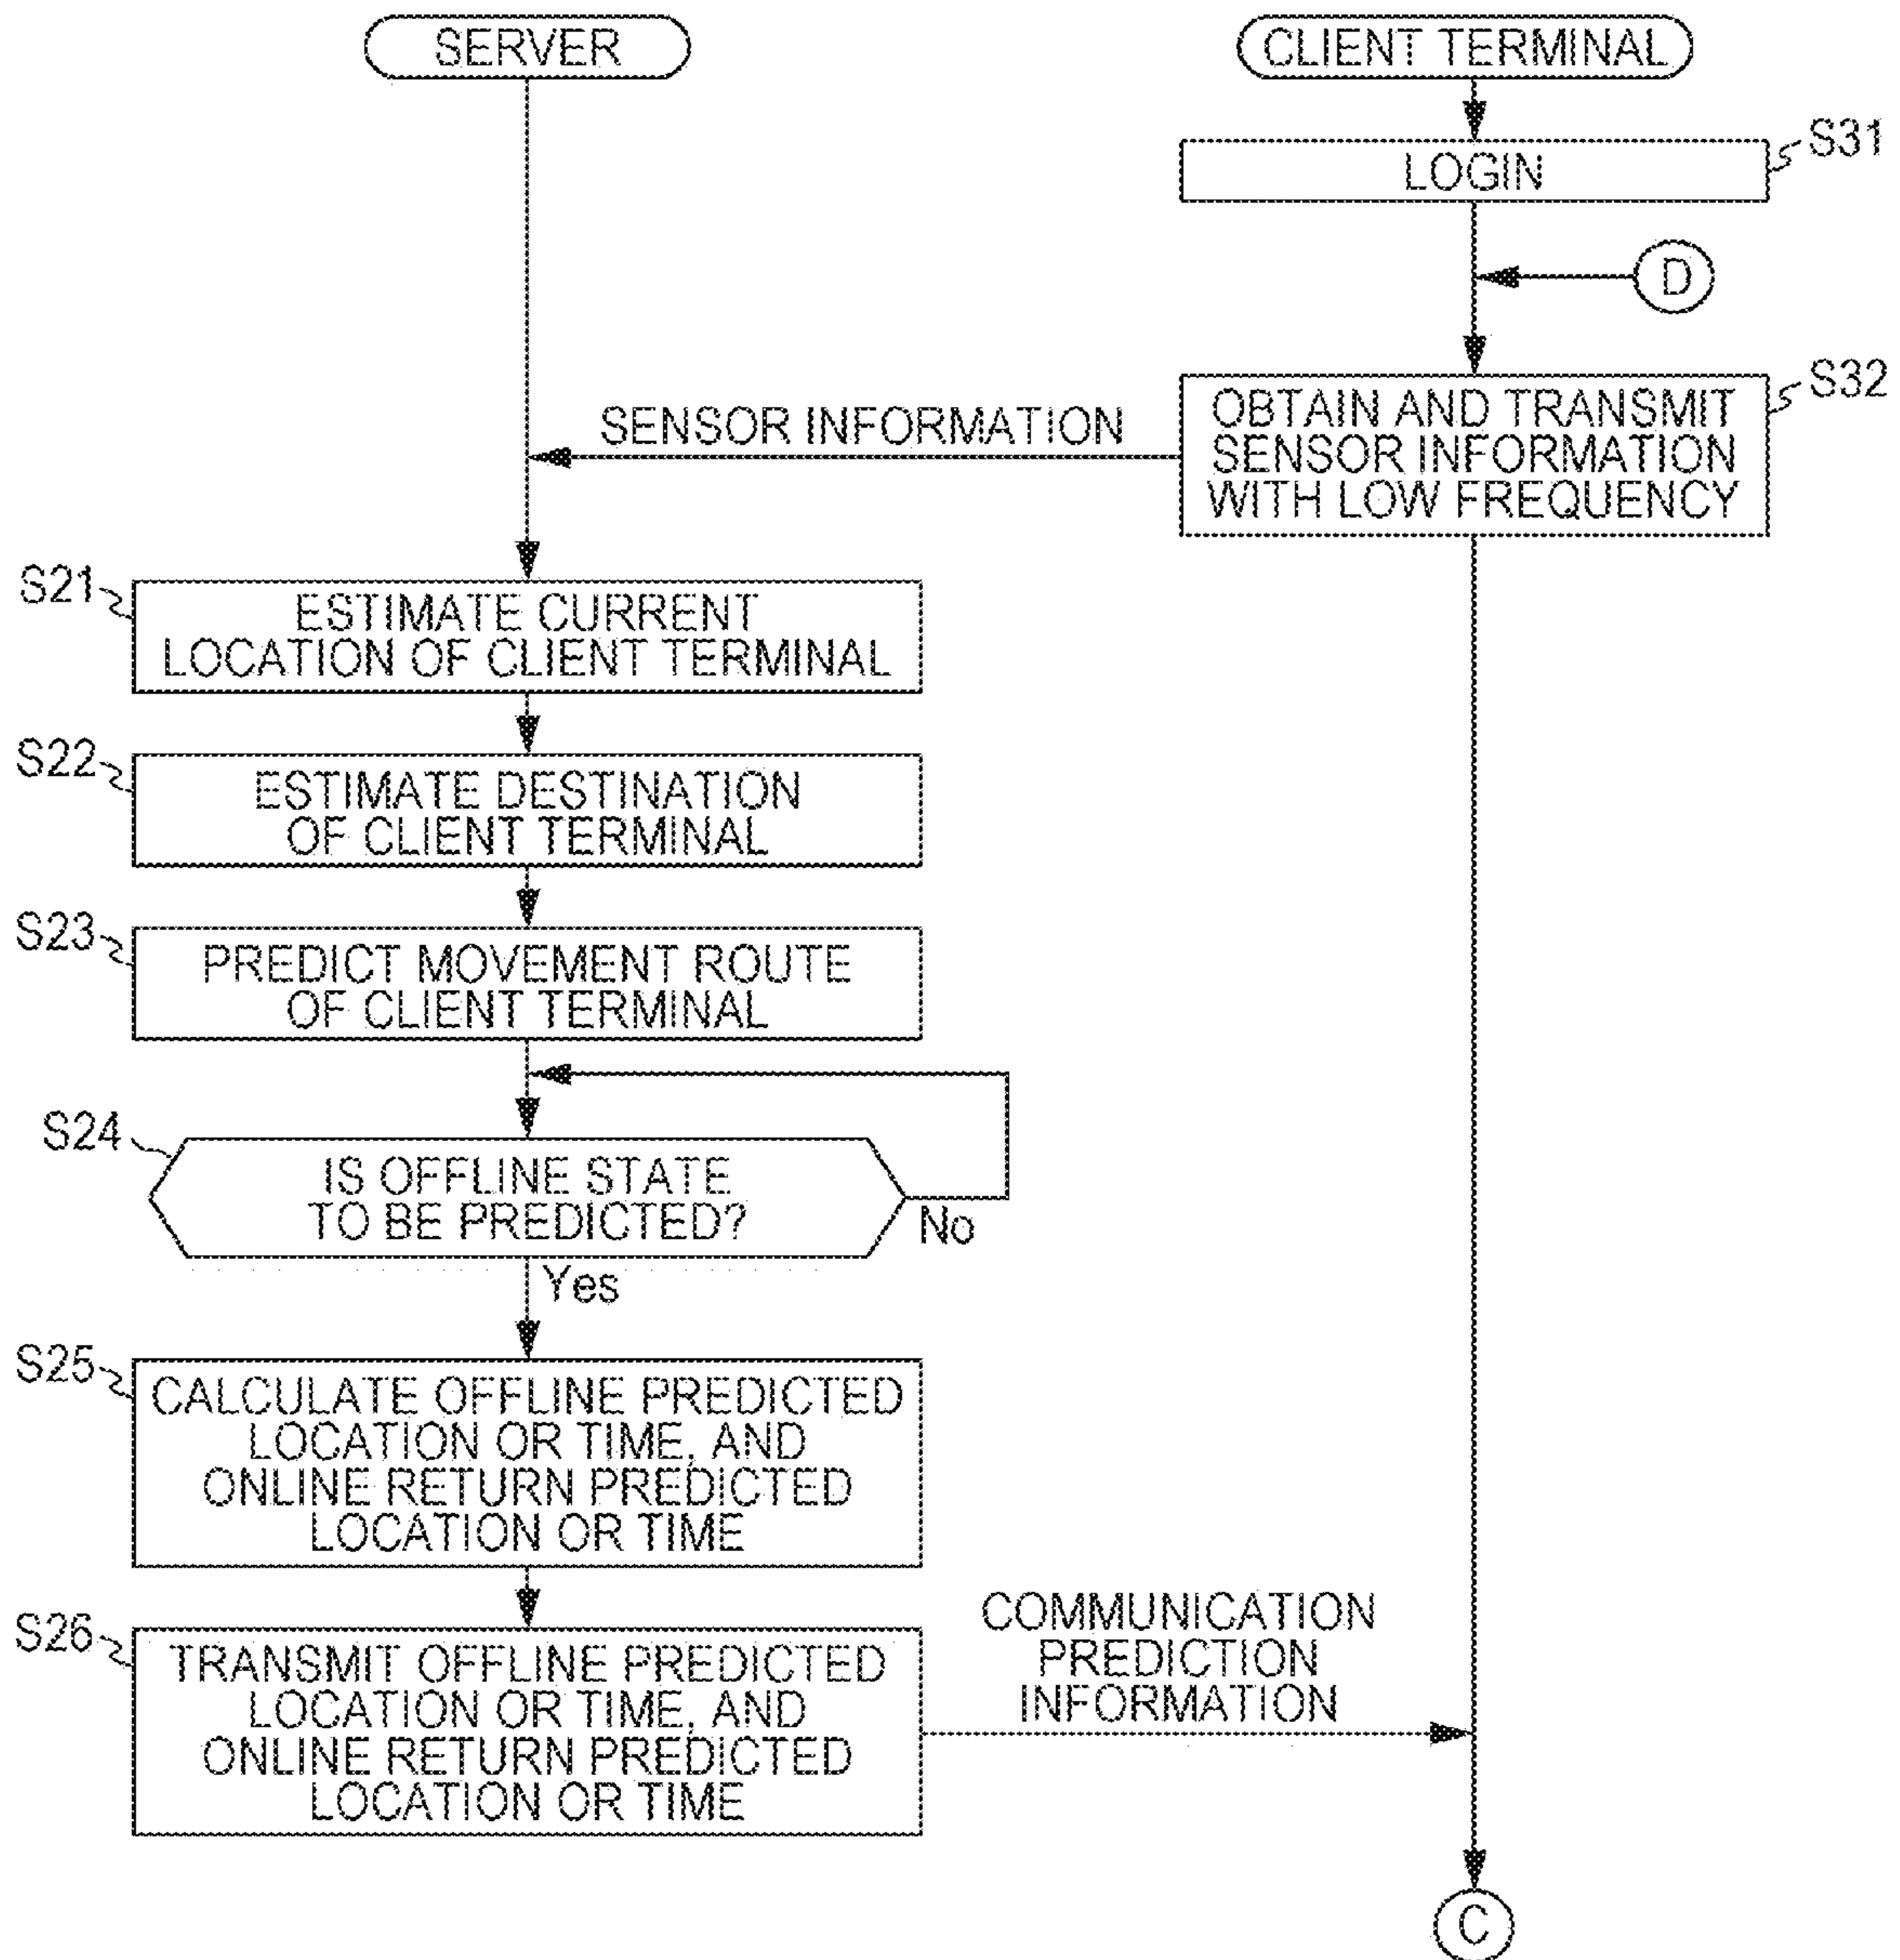 SERVER
CLIENT TERMINAL
LOGIN
S31
D
OBTAIN AND TRANSMIT
SENSOR INFORMATION
WITH LOW FREQUENCY
S32
SENSOR INFORMATION
S21
ESTIMATE CURRENT
LOCATION OF CLIENT TERMINAL
S22
ESTIMATE DESTINATION
OF CLIENT TERMINAL
S23
PREDICT MOVEMENT ROUTE
OF CLIENT TERMINAL
S24
IS OFFLINE STATE
TO BE PREDICTED?
No
Yes
S25
CALCULATE OFFLINE PREDICTED
LOCATION OR TIME, AND
ONLINE RETURN PREDICTED
LOCATION OR TIME
S26
TRANSMIT OFFLINE PREDICTED
LOCATION OR TIME, AND
ONLINE RETURN PREDICTED
LOCATION OR TIME
COMMUNICATION
PREDICTION
INFORMATION
C